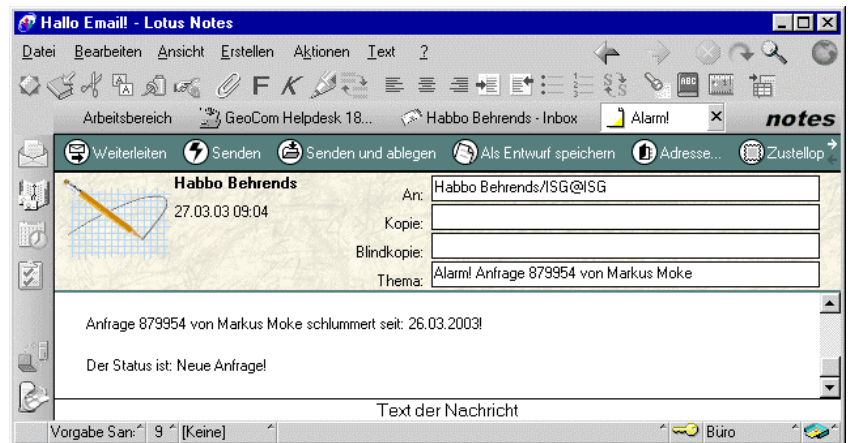 Hallo Email! - Lotus Notes
Datei Bearbeiten Ansicht Erstellen Aktionen Text ?
F K
Arbeitsbereich GeoCom Helpdesk 18... Habbo Behrends - Inbox Alarm! notes
Weiterleiten Senden Senden und ablegen Als Entwurf speichern Adresse... Zustellop
Habbo Behrends
27.03.03 09:04
An: Habbo Behrends/ISG@ISG
Kopie:
Blindkopie:
Thema: Alarm! Anfrage 879954 von Markus Moke
Anfrage 879954 von Markus Moke schlummert seit: 26.03.2003!
Der Status ist: Neue Anfrage!
Text der Nachricht
Vorgabe San: 9 [Keine] Büro